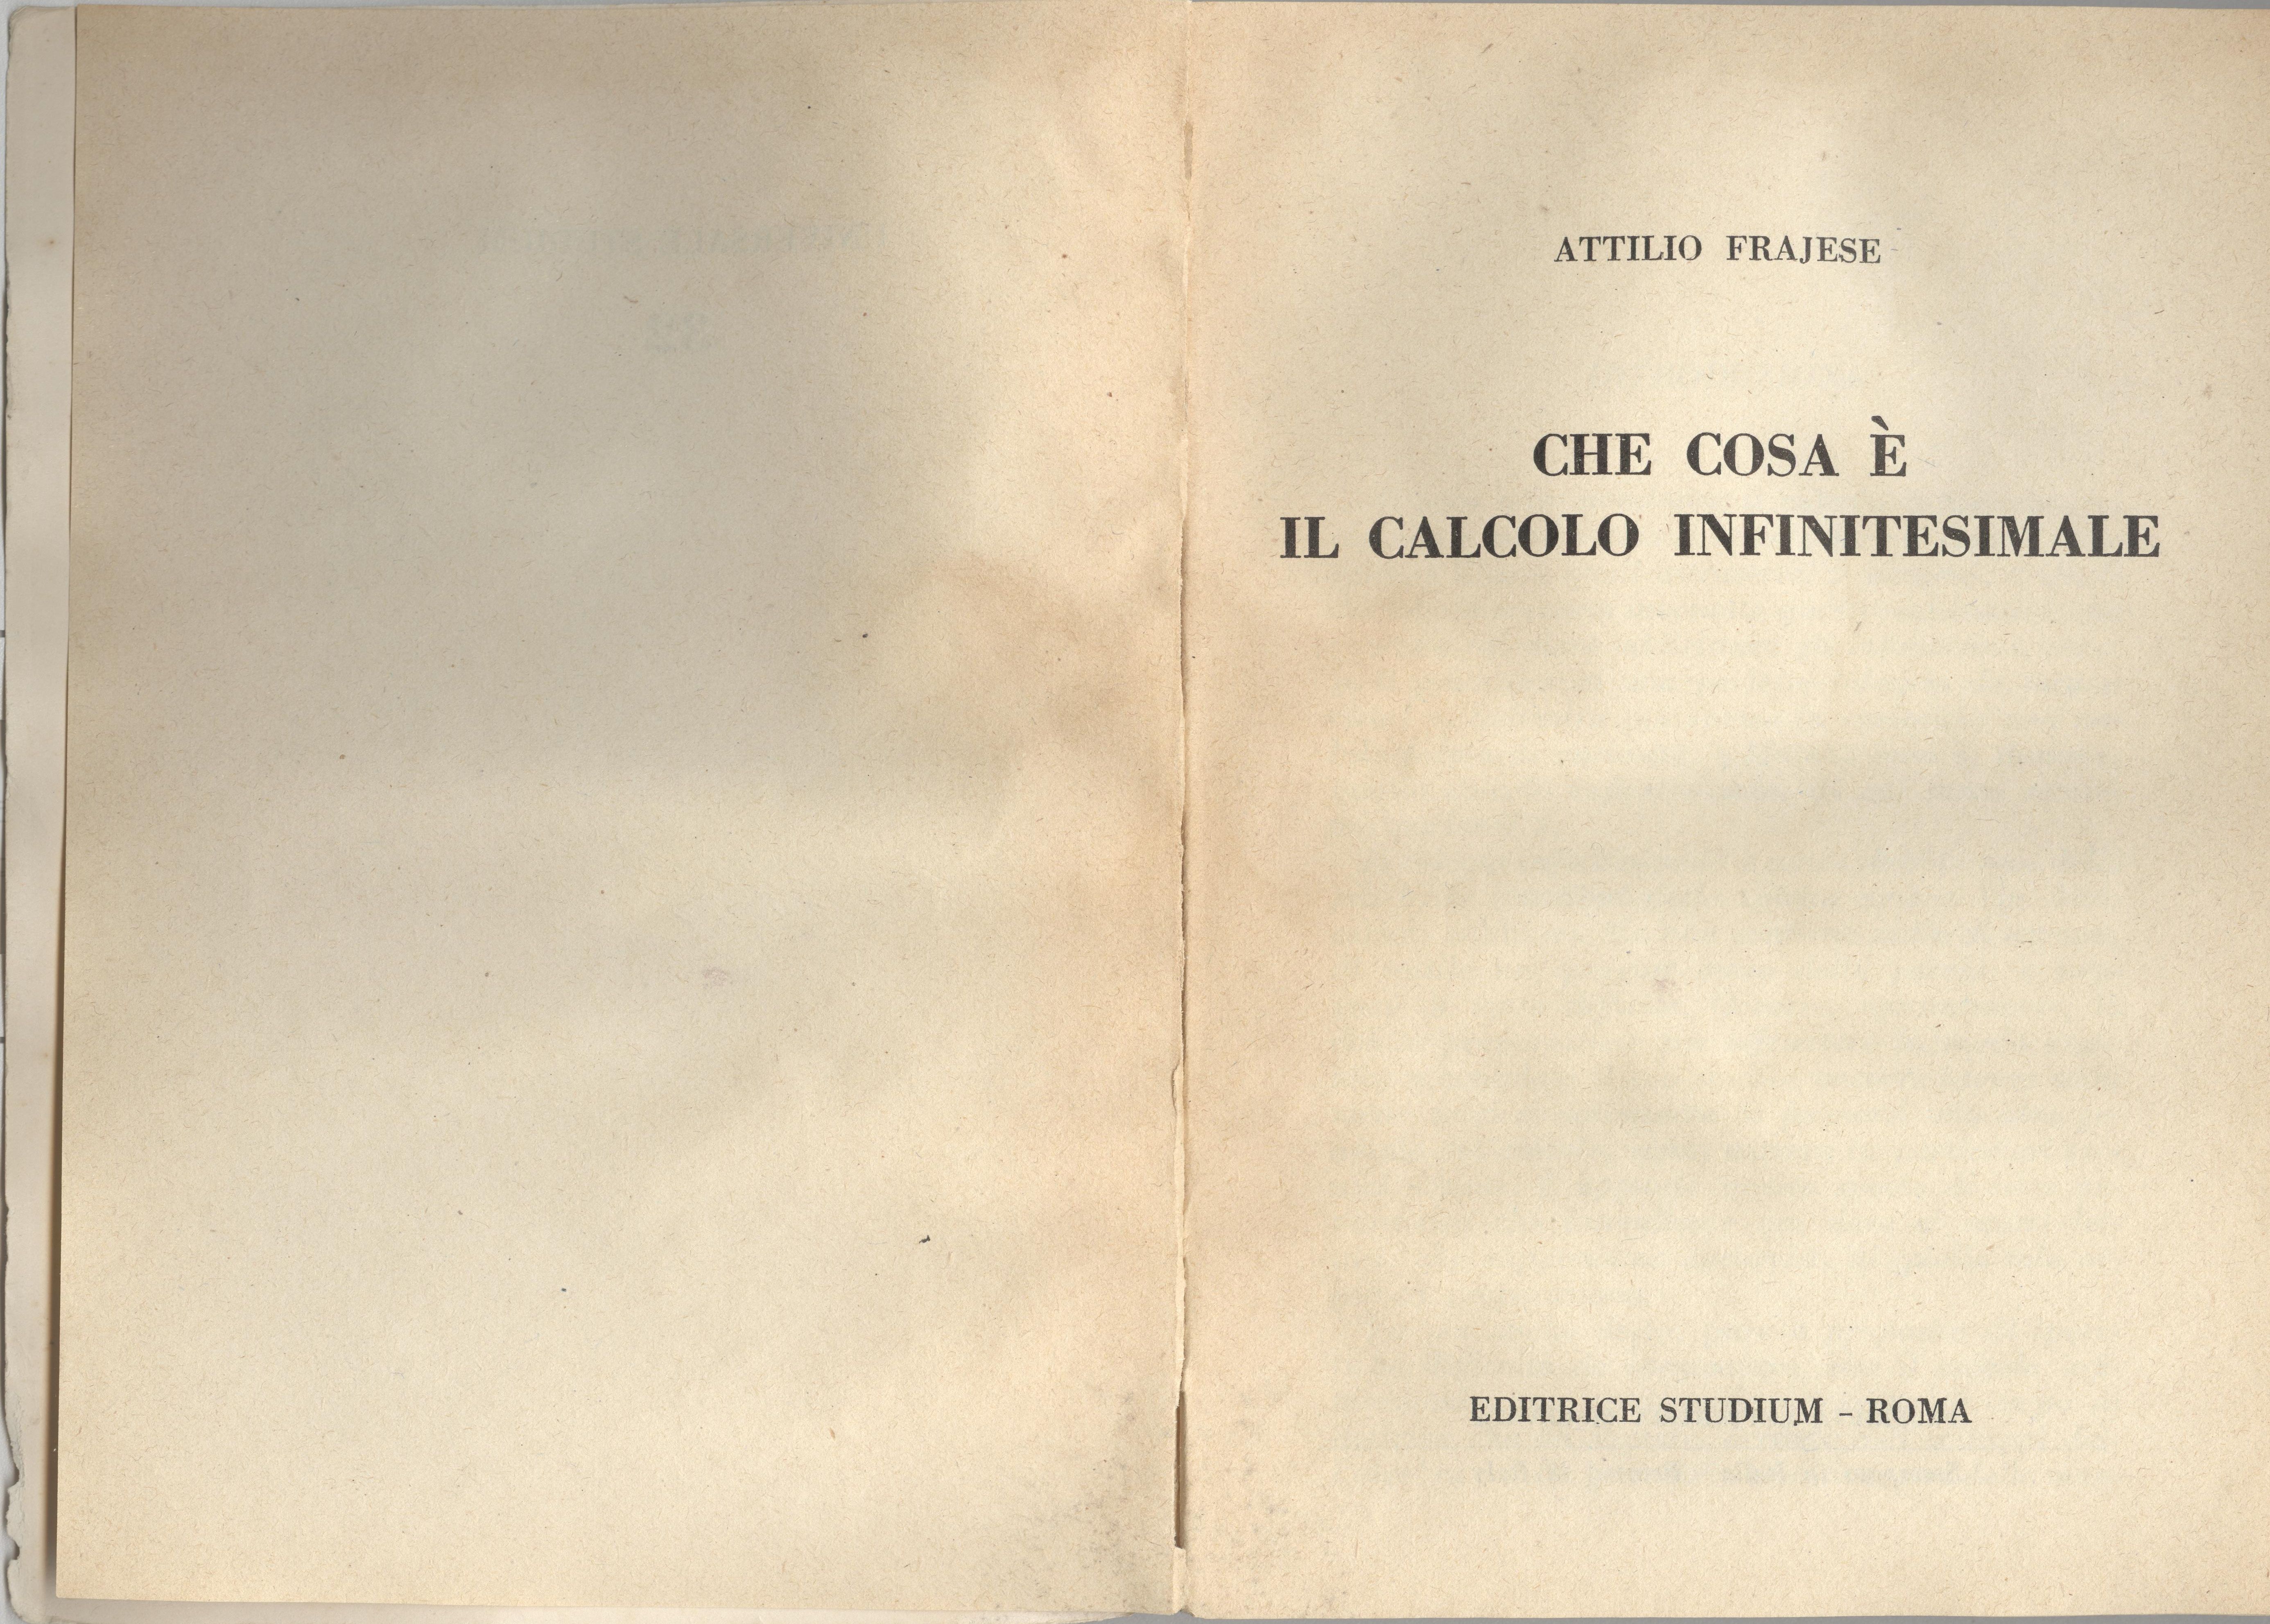 ATTILIO FRAJESE
CHE COSA È
IL CALCOLO INFINITESIMALE
EDITRICE STUDIUM – ROMA